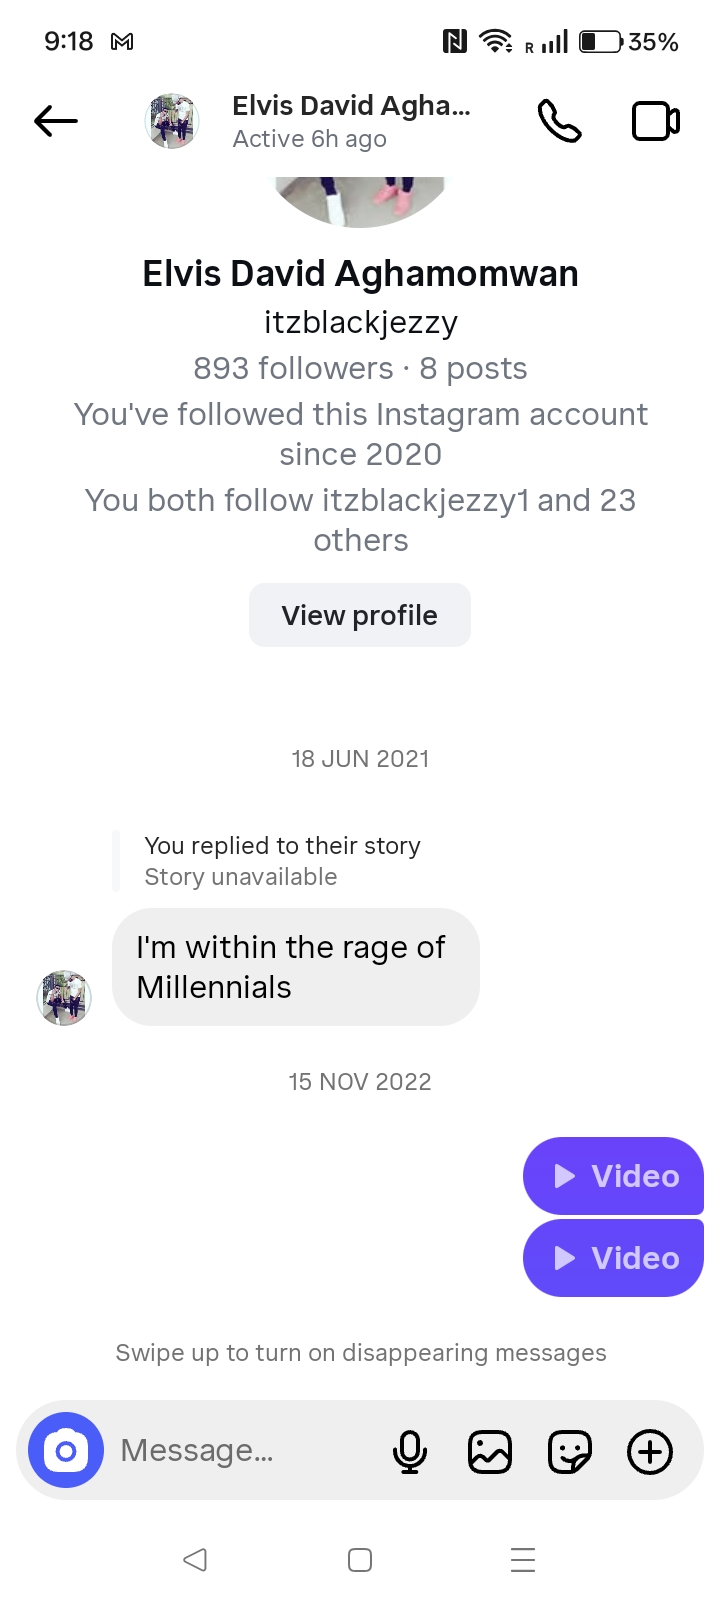 9:18
R
35%
Elvis David Agha...
Active 6h ago
Elvis David Aghamomwan
itzblackjezzy
893 followers · 8 posts
You've followed this Instagram account
since 2020
You both follow itzblackjezzy1 and 23
others
View profile
18 JUN 2021
You replied to their story
Story unavailable
I'm within the rage of
Millennials
15 NOV 2022
Video
Video
Swipe up to turn on disappearing messages
Message...